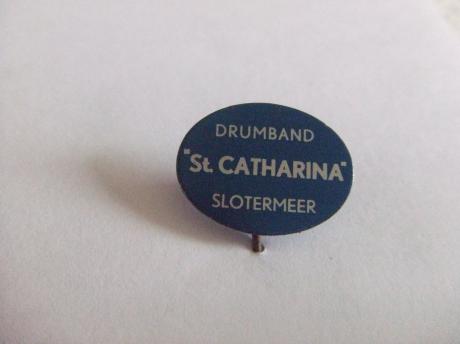 DRUMBAND
"St. CATHARINA"
SLOTERMEER